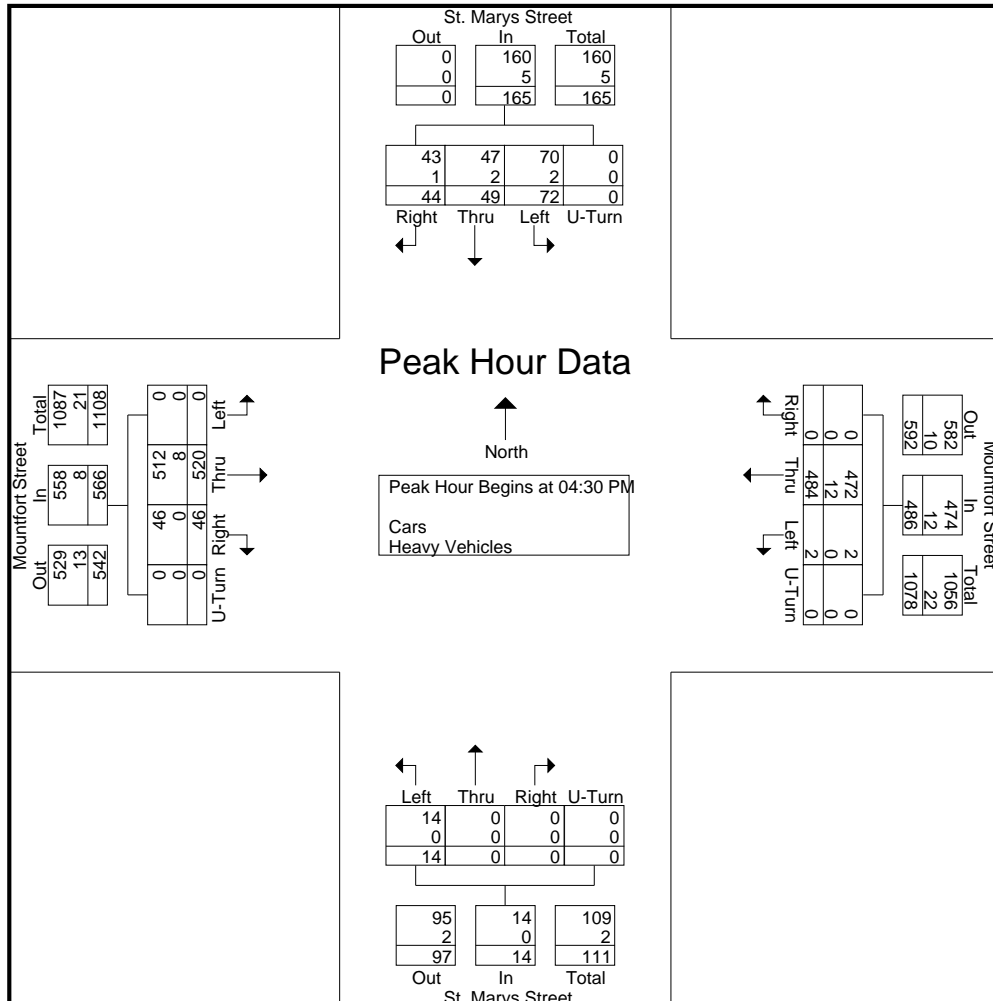 St. Marys Street
Out In Total
0 160 160
0 5 5
0 165 165
43 47 70 0
1 2 2 0
44 49 72 0
Right Thru Left U-Turn
Peak Hour Data
North
Peak Hour Begins at 04:30 PM
Cars
Heavy Vehicles
Mountfort Street
Total In Out
1087 558 529
21 8 13
1108 566 542
0 512 46 0
0 8 0 0
0 520 46 0
Left Thru Right U-Turn
Mountfort Street
Out In Total
582 474 1056
10 12 22
592 486 1078
0 472 2 0
0 12 0 0
0 484 2 0
Right Thru Left U-Turn
Left Thru Right U-Turn
14 0 0 0
0 0 0 0
14 0 0 0
95 14 109
2 0 2
97 14 111
Out In Total
St. Marys Street